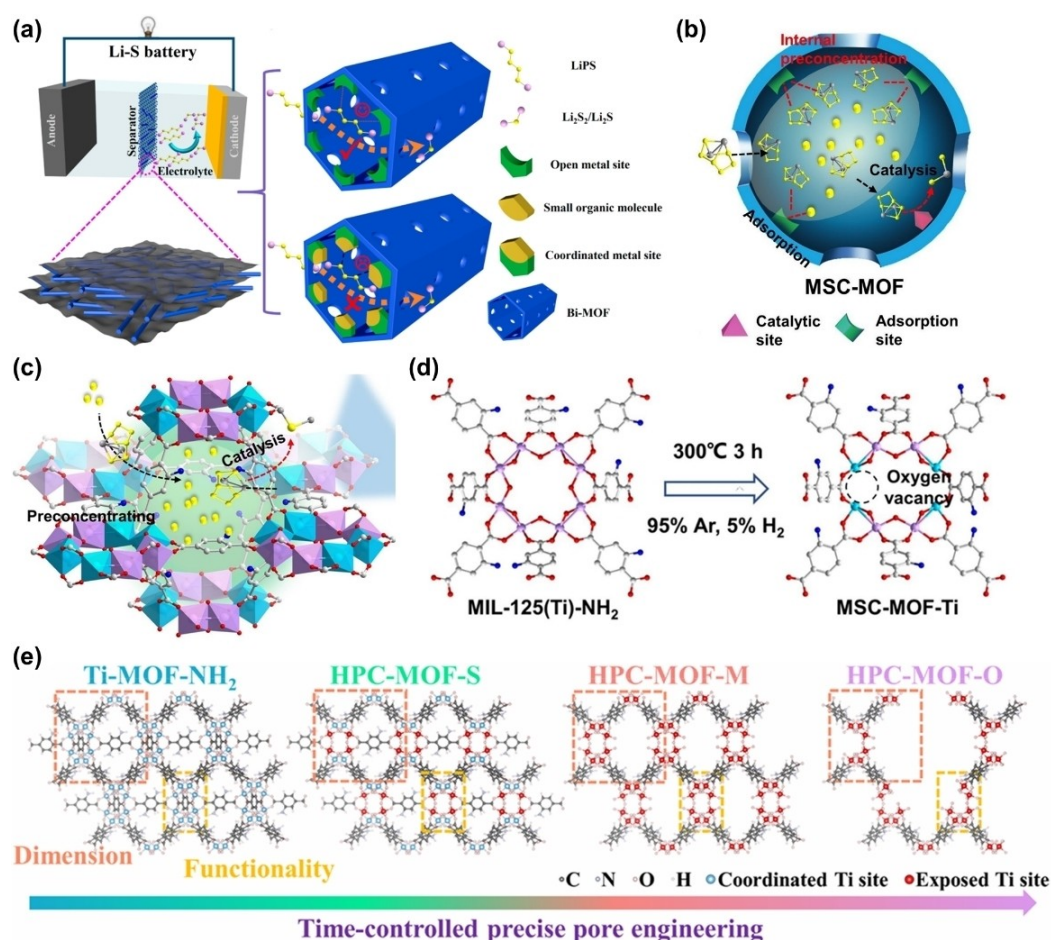 (a)
Li-S battery
Anode
Separator
Electrolyte
Cathode
LiPS
Li₂S₂/Li₂S
Open metal site
Small organic molecule
Coordinated metal site
Bi-MOF
(b)
Internal
preconcentration
Catalysis
Adsorption
MSC-MOF
Catalytic
site
Adsorption
site
(c)
Catalysis
Preconcentrating
(d)
300℃ 3 h
95% Ar, 5% H₂
Oxygen
vacancy
MIL-125(Ti)-NH₂
MSC-MOF-Ti
(e)
Ti-MOF-NH₂
HPC-MOF-S
HPC-MOF-M
HPC-MOF-O
Dimension
Functionality
C N O H Coordinated Ti site Exposed Ti site
Time-controlled precise pore engineering